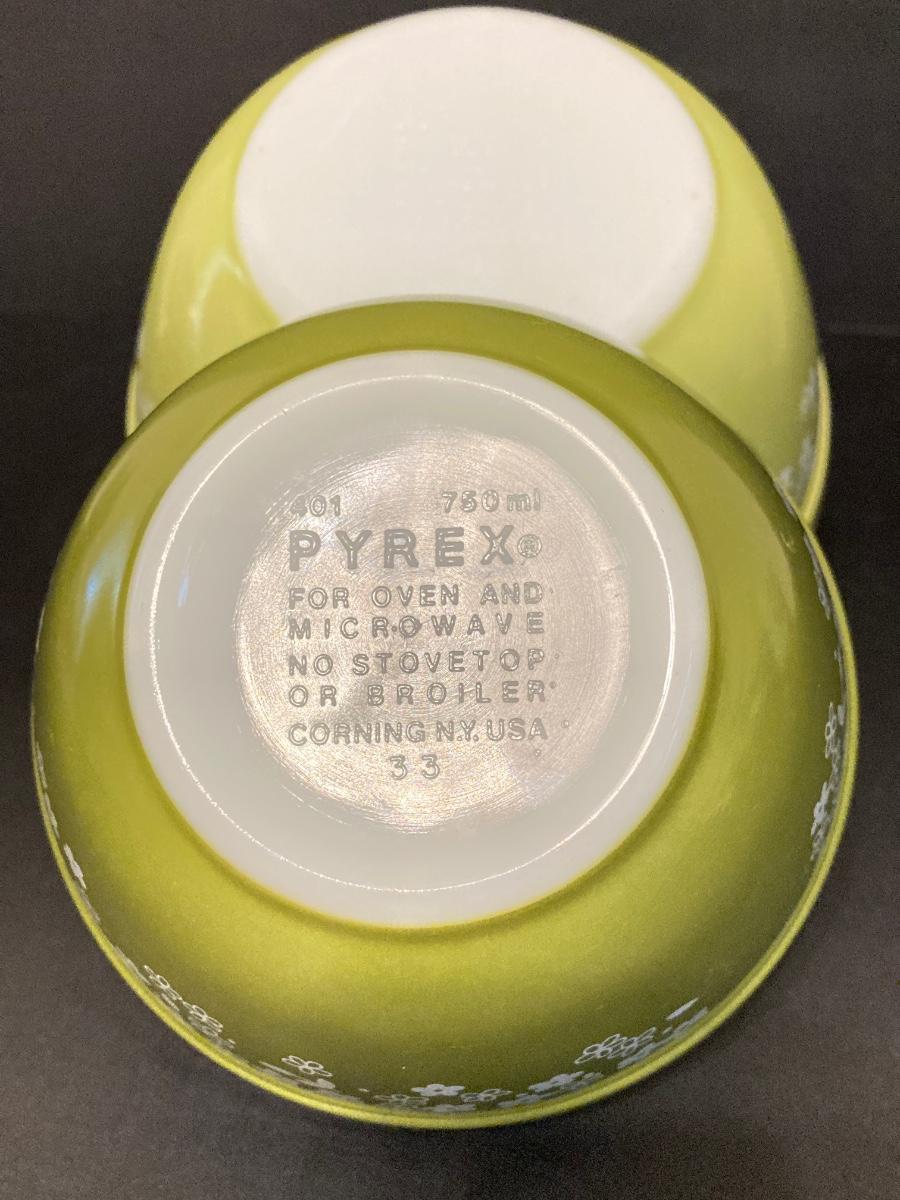 401 750ml
PYREX®
FOR OVEN AND
MICROWAVE
NO STOVETOP
OR BROILER
CORNING N.Y. USA
33